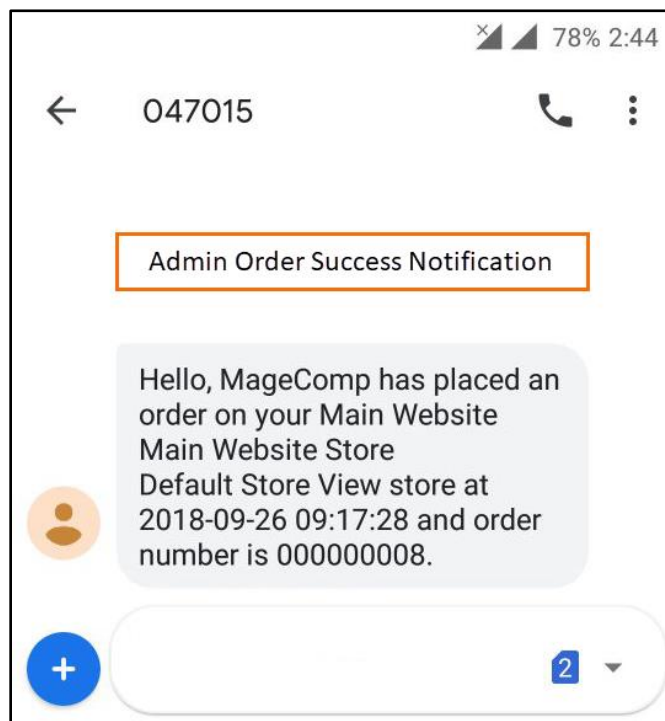 78% 2:44
047015
Admin Order Success Notification
Hello, MageComp has placed an
order on your Main Website
Main Website Store
Default Store View store at
2018-09-26 09:17:28 and order
number is 000000008.
2